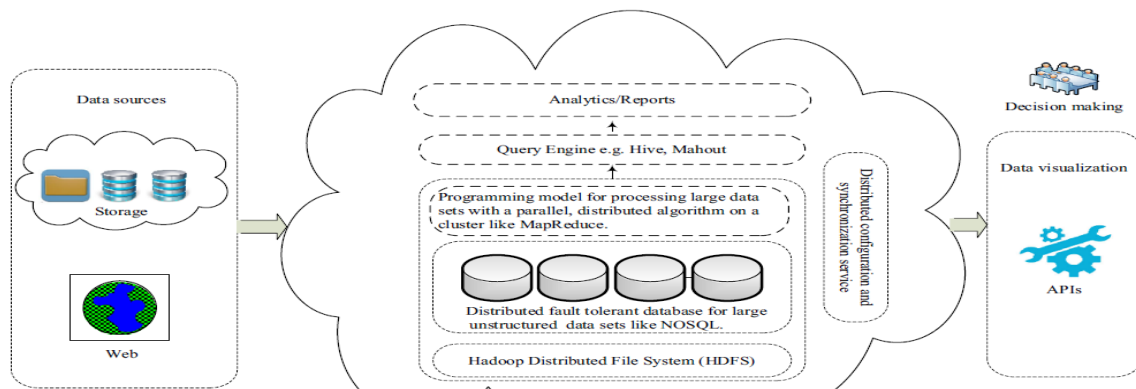 Data sources
Storage
Web
Analytics/Reports
Query Engine e.g. Hive, Mahout
Programming model for processing large data
sets with a parallel, distributed algorithm on a
cluster like MapReduce.
Distributed fault tolerant database for large
unstructured data sets like NOSQL.
Hadoop Distributed File System (HDFS)
Distributed configuration and
synchronization service
Decision making
Data visualization
APIs